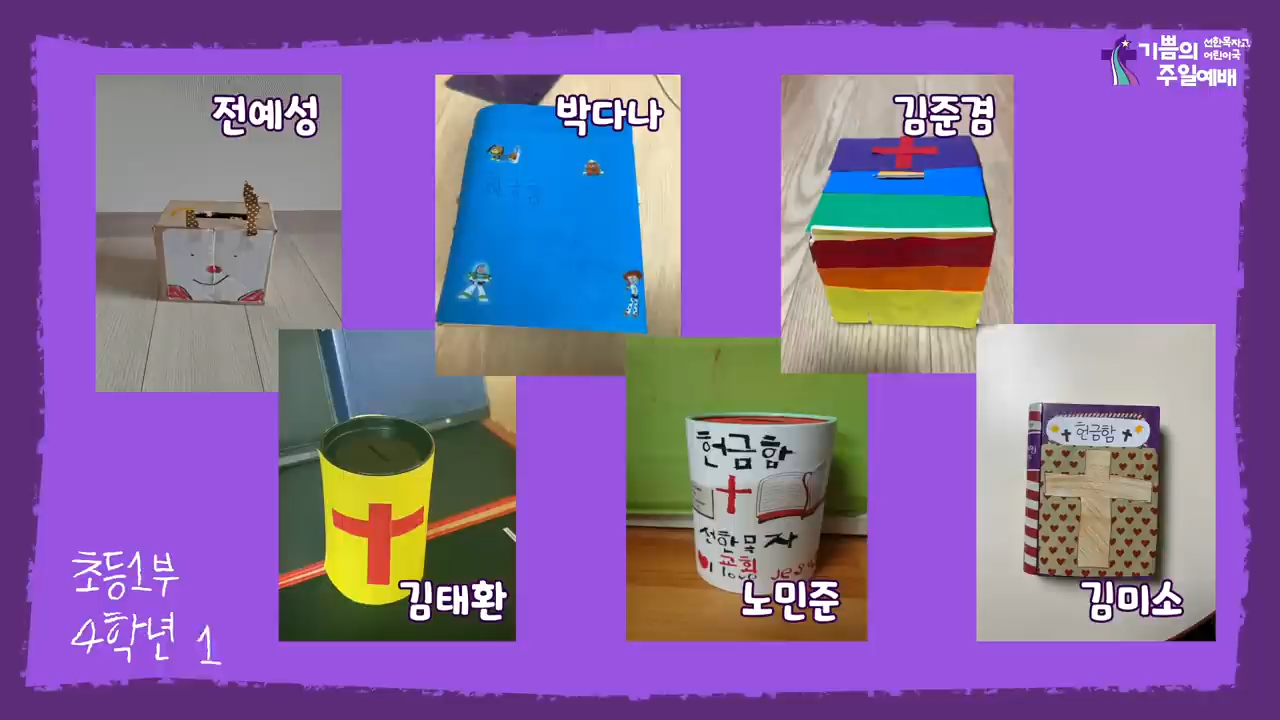 기쁨의 선한목자교회
주일예배 어린이국
전예성
박다나
김준겸
헌금함
헌금함
선한목자
교회
I love jesus
김태환
노민준
김미소
초등1부
4학년 1